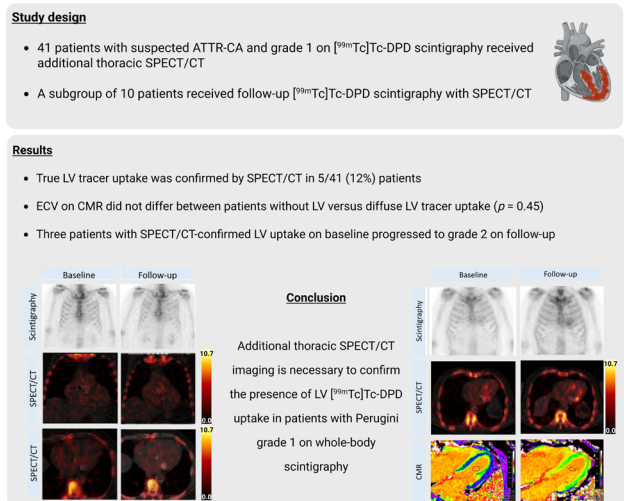 Study design
• 41 patients with suspected ATTR-CA and grade 1 on [99mTc]Tc-DPD scintigraphy received
additional thoracic SPECT/CT
• A subgroup of 10 patients received follow-up [99mTc]Tc-DPD scintigraphy with SPECT/CT
Results
• True LV tracer uptake was confirmed by SPECT/CT in 5/41 (12%) patients
• ECV on CMR did not differ between patients without LV versus diffuse LV tracer uptake (p = 0.45)
• Three patients with SPECT/CT-confirmed LV uptake on baseline progressed to grade 2 on follow-up
Baseline
Follow-up
Scintigraphy
SPECT/CT
10.7
0.0
SPECT/CT
10.7
0.0
Conclusion
Additional thoracic SPECT/CT
imaging is necessary to confirm
the presence of LV [99mTc]Tc-DPD
uptake in patients with Perugini
grade 1 on whole-body
scintigraphy
Baseline
Follow-up
Scintigraphy
SPECT/CT
10.7
0.0
CMR